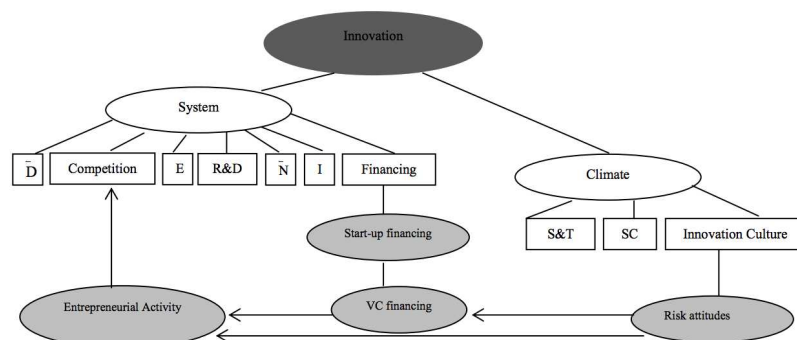 Innovation
System
D̄
Competition
E
R&D
N̄
I
Financing
Climate
Start-up financing
S&T
SC
Innovation Culture
Entrepreneurial Activity
VC financing
Risk attitudes